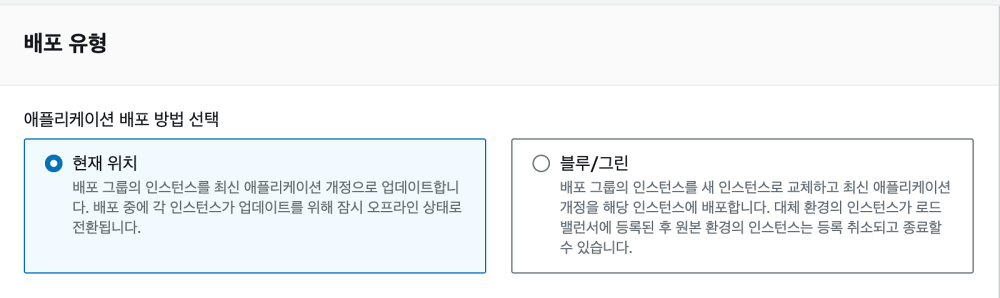 배포 유형
애플리케이션 배포 방법 선택
현재 위치
배포 그룹의 인스턴스를 최신 애플리케이션 개정으로 업데이트합니
다. 배포 중에 각 인스턴스가 업데이트를 위해 잠시 오프라인 상태로
전환됩니다.
블루/그린
배포 그룹의 인스턴스를 새 인스턴스로 교체하고 최신 애플리케이션
개정을 해당 인스턴스에 배포합니다. 대체 환경의 인스턴스가 로드
밸런서에 등록된 후 원본 환경의 인스턴스는 등록 취소되고 종료할
수 있습니다.